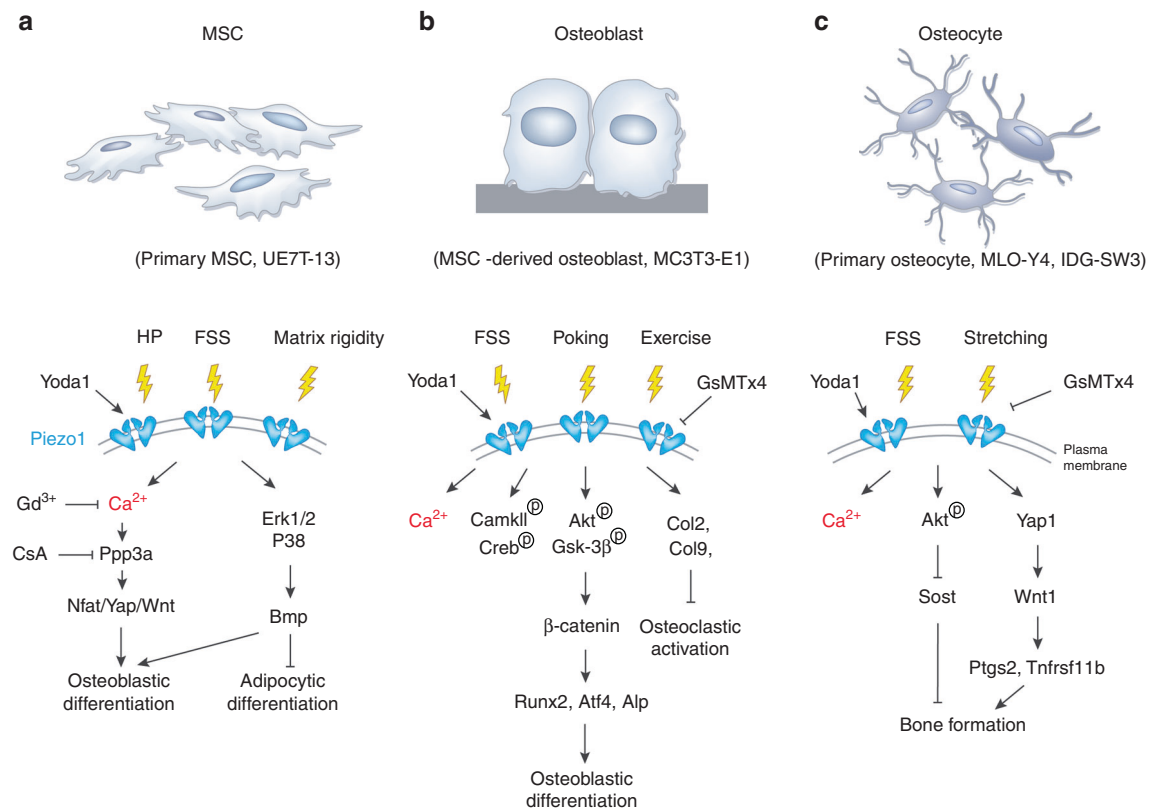 a
MSC
(Primary MSC, UE7T-13)
HP
FSS
Matrix rigidity
Yoda1
Piezo1
Gd³⁺
Ca²⁺
Erk1/2
P38
CsA
Ppp3a
Nfat/Yap/Wnt
Bmp
Osteoblastic
differentiation
Adipocytic
differentiation
b
Osteoblast
(MSC -derived osteoblast, MC3T3-E1)
FSS
Poking
Exercise
Yoda1
GsMTx4
Ca²⁺
CamkII ⓟ
Creb ⓟ
Akt ⓟ
Gsk-3β ⓟ
Col2,
Col9,
β-catenin
Osteoclastic
activation
Runx2, Atf4, Alp
Osteoblastic
differentiation
c
Osteocyte
(Primary osteocyte, MLO-Y4, IDG-SW3)
FSS
Stretching
Yoda1
GsMTx4
Plasma
membrane
Ca²⁺
Akt ⓟ
Yap1
Sost
Wnt1
Ptgs2, Tnfrsf11b
Bone formation